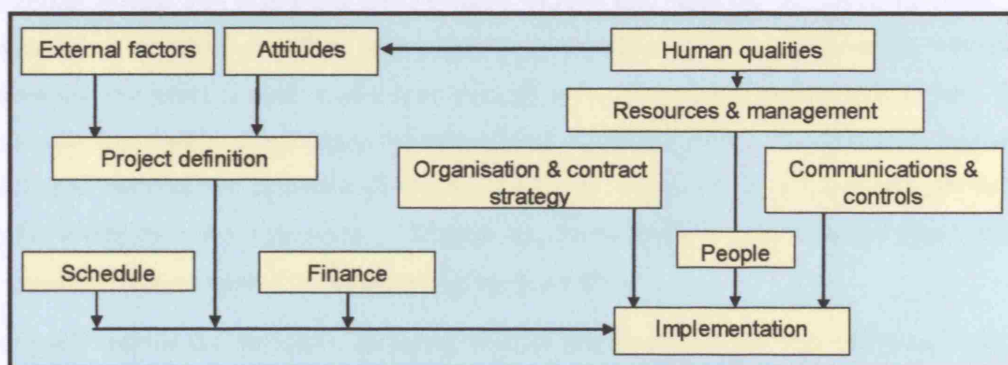 External factors
Attitudes
Human qualities
Resources & management
Project definition
Organisation & contract
strategy
Communications &
controls
People
Schedule
Finance
Implementation